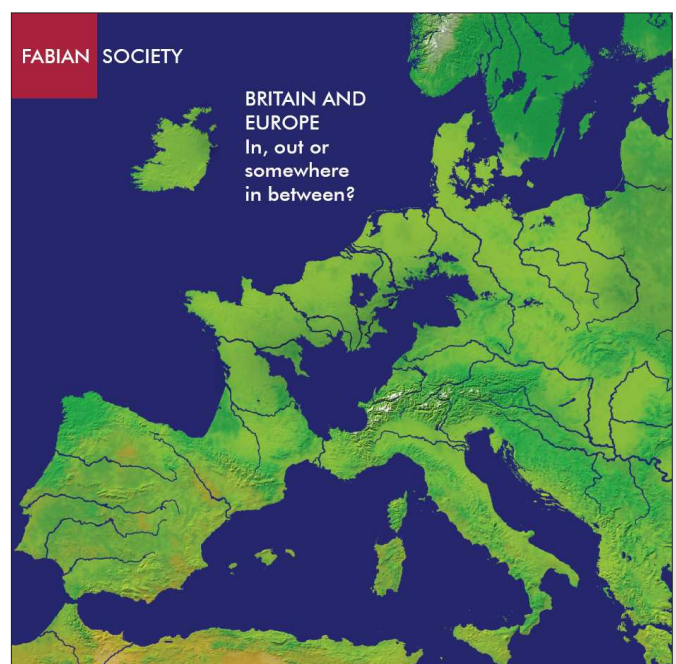 FABIAN SOCIETY
BRITAIN AND
EUROPE
In, out or
somewhere
in between?